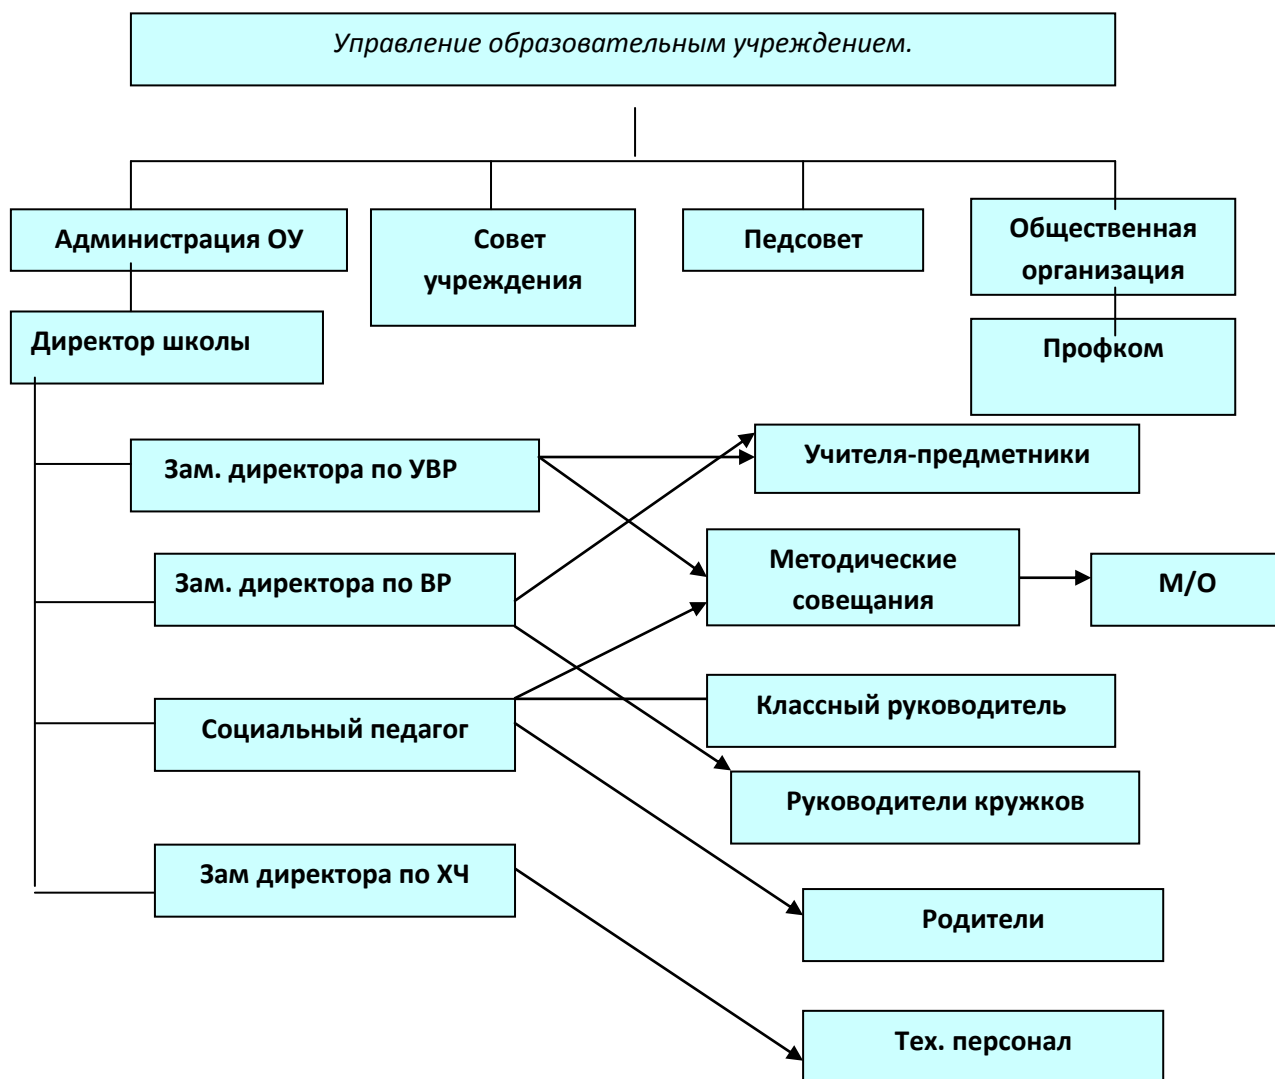 Управление образовательным учреждением.
Администрация ОУ
Совет
учреждения
Педсовет
Общественная
организация
Директор школы
Профком
Зам. директора по УВР
Учителя-предметники
Методические
совещания
М/О
Зам. директора по ВР
Классный руководитель
Социальный педагог
Руководители кружков
Зам директора по ХЧ
Родители
Тех. персонал